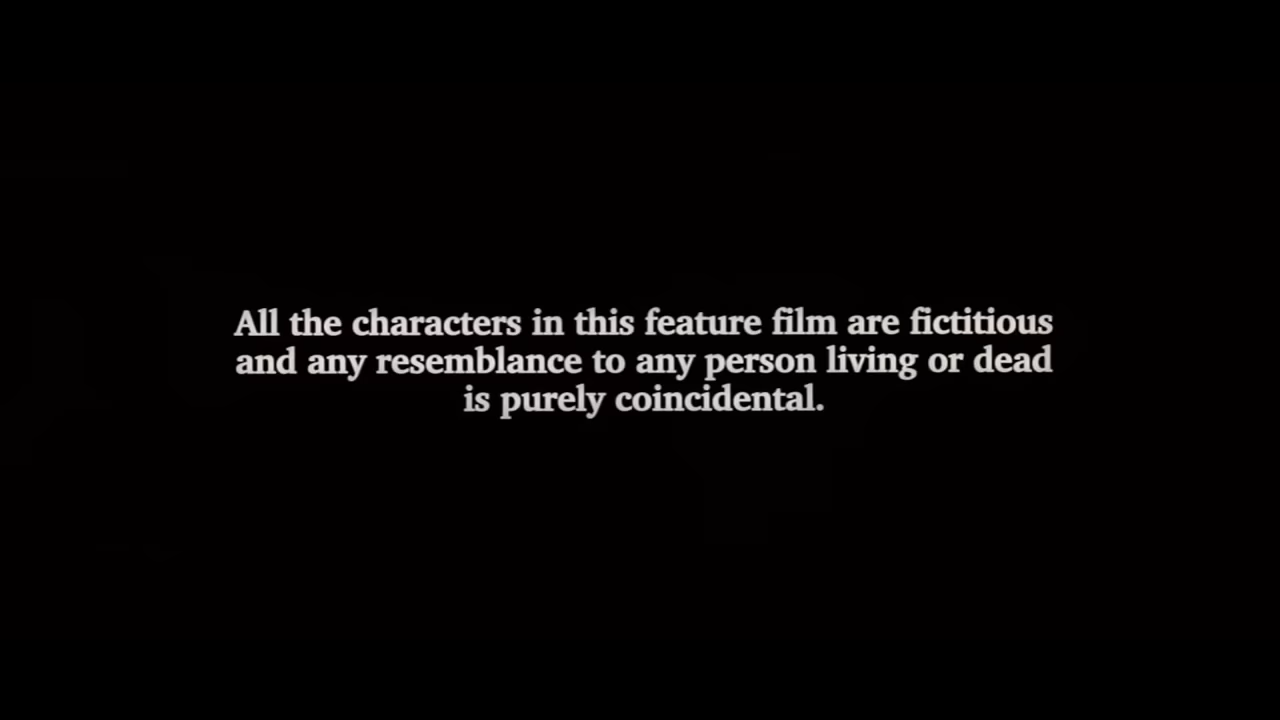 All the characters in this feature film are fictitious
and any resemblance to any person living or dead
is purely coincidental.